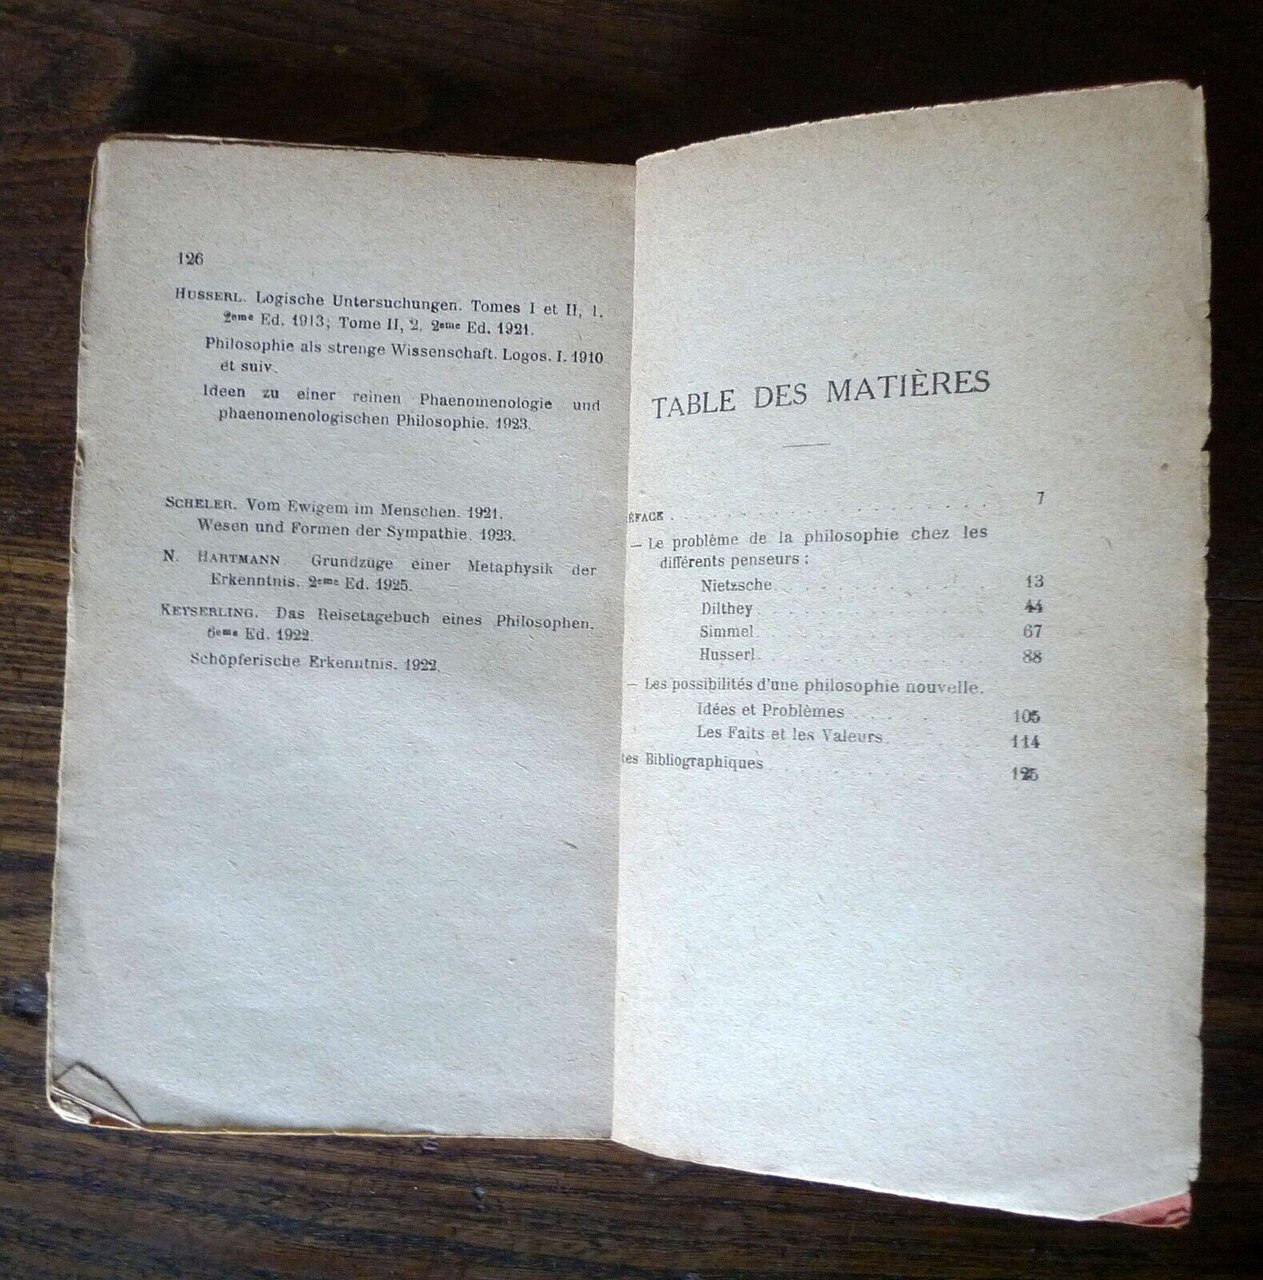 126
HUSSERL. Logische Untersuchungen. Tomes I et II, 1.
2eme Ed. 1913; Tome II, 2. 2eme Ed. 1921.
Philosophie als strenge Wissenschaft. Logos. I. 1910
et suiv.
Ideen zu einer reinen Phaenomenologie und
phaenomenologischen Philosophie. 1923.
SCHELER. Vom Ewigem im Menschen. 1921.
Wesen und Formen der Sympathie. 1923.
N. HARTMANN. Grundzüge einer Metaphysik der
Erkenntnis. 2eme Ed. 1925.
KEYSERLING. Das Reisetagebuch eines Philosophen.
6eme Ed. 1922.
Schöpferische Erkenntnis. 1922.
TABLE DES MATIÈRES
ÉFACE . . . . . . . . . . . . . . . 7
— Le problème de la philosophie chez les
différents penseurs :
Nietzsche . . . . . . . . . . 13
Dilthey . . . . . . . . . . 44
Simmel . . . . . . . . . . 67
Husserl . . . . . . . . . . 88
— Les possibilités d'une philosophie nouvelle.
Idées et Problèmes . . . . . . 105
Les Faits et les Valeurs . . . . . 114
tes Bibliographiques . . . . . . . . . 125